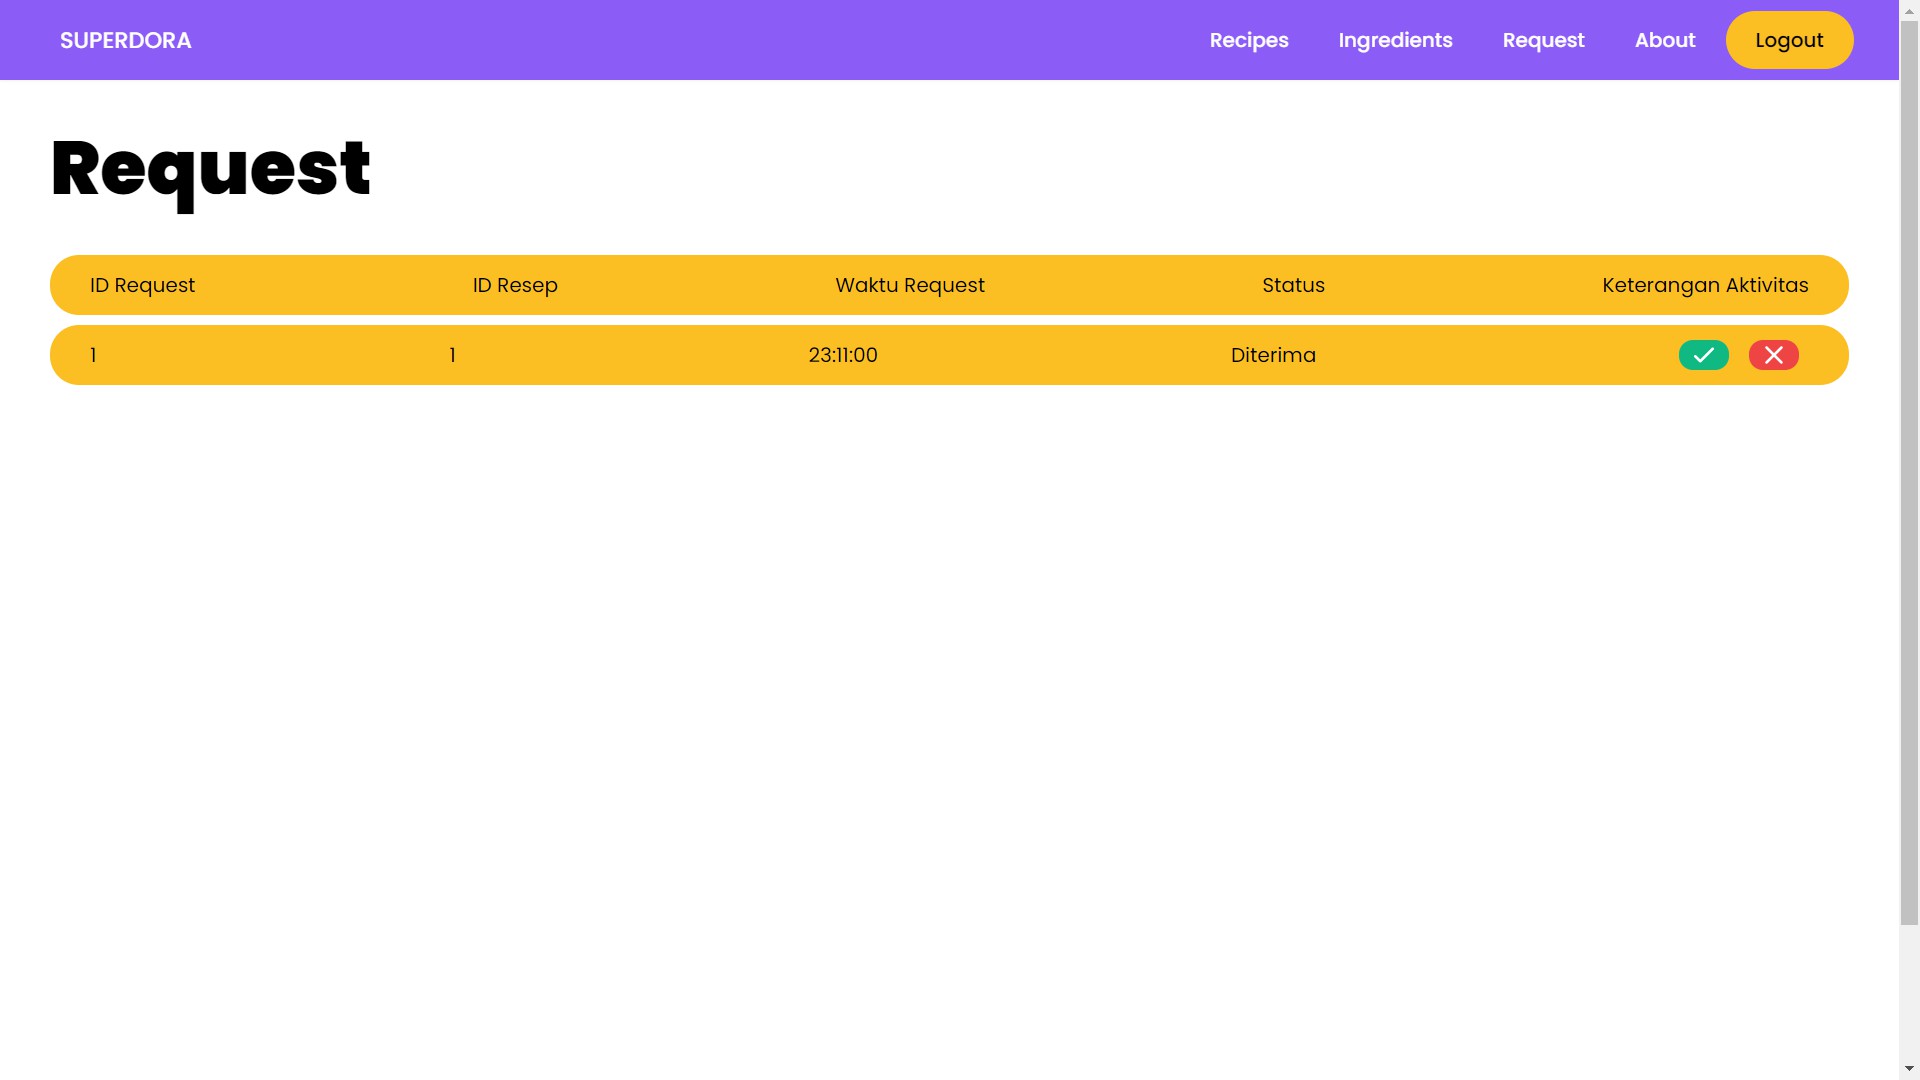 SUPERDORA Recipes Ingredients Request About Logout
Request
ID Request ID Resep Waktu Request Status Keterangan Aktivitas
1 1 23:11:00 Diterima